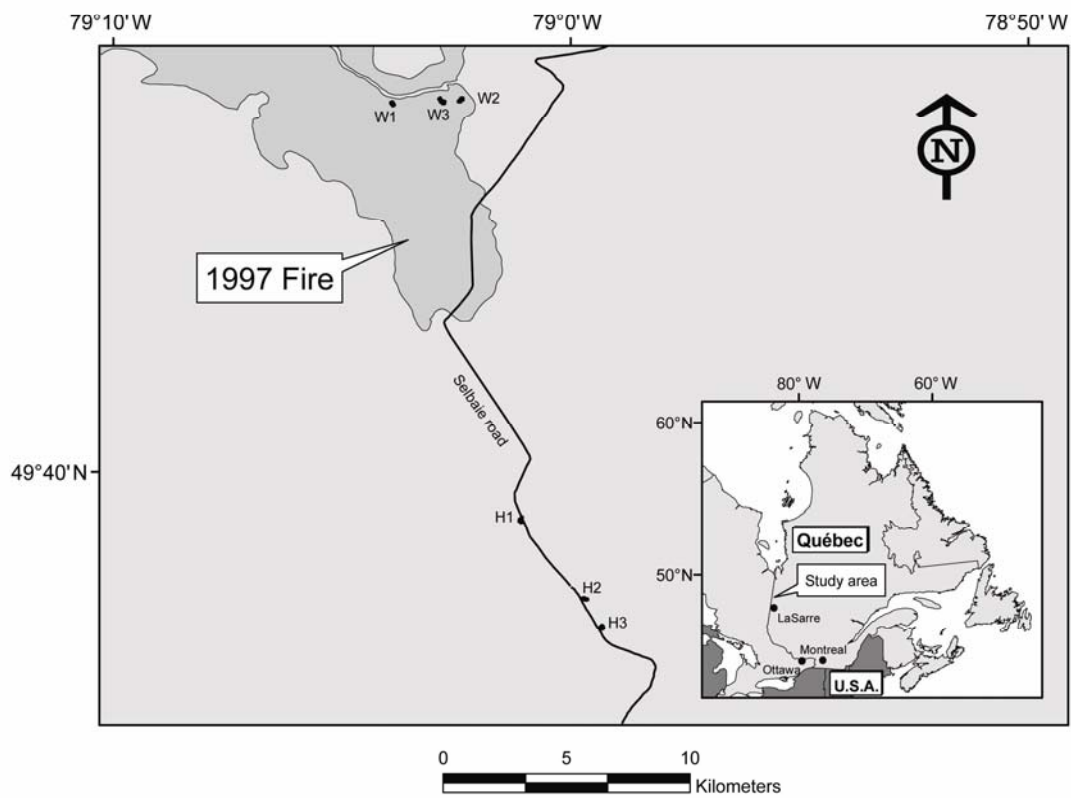 79°10' W 79°0' W 78°50' W
W1 W3 W2
N
1997 Fire
Selbaie road
49°40' N
H1
H2
H3
80° W 60° W
60°N
50°N
Québec
Study area
LaSarre
Montreal
Ottawa
U.S.A.
0 5 10
Kilometers